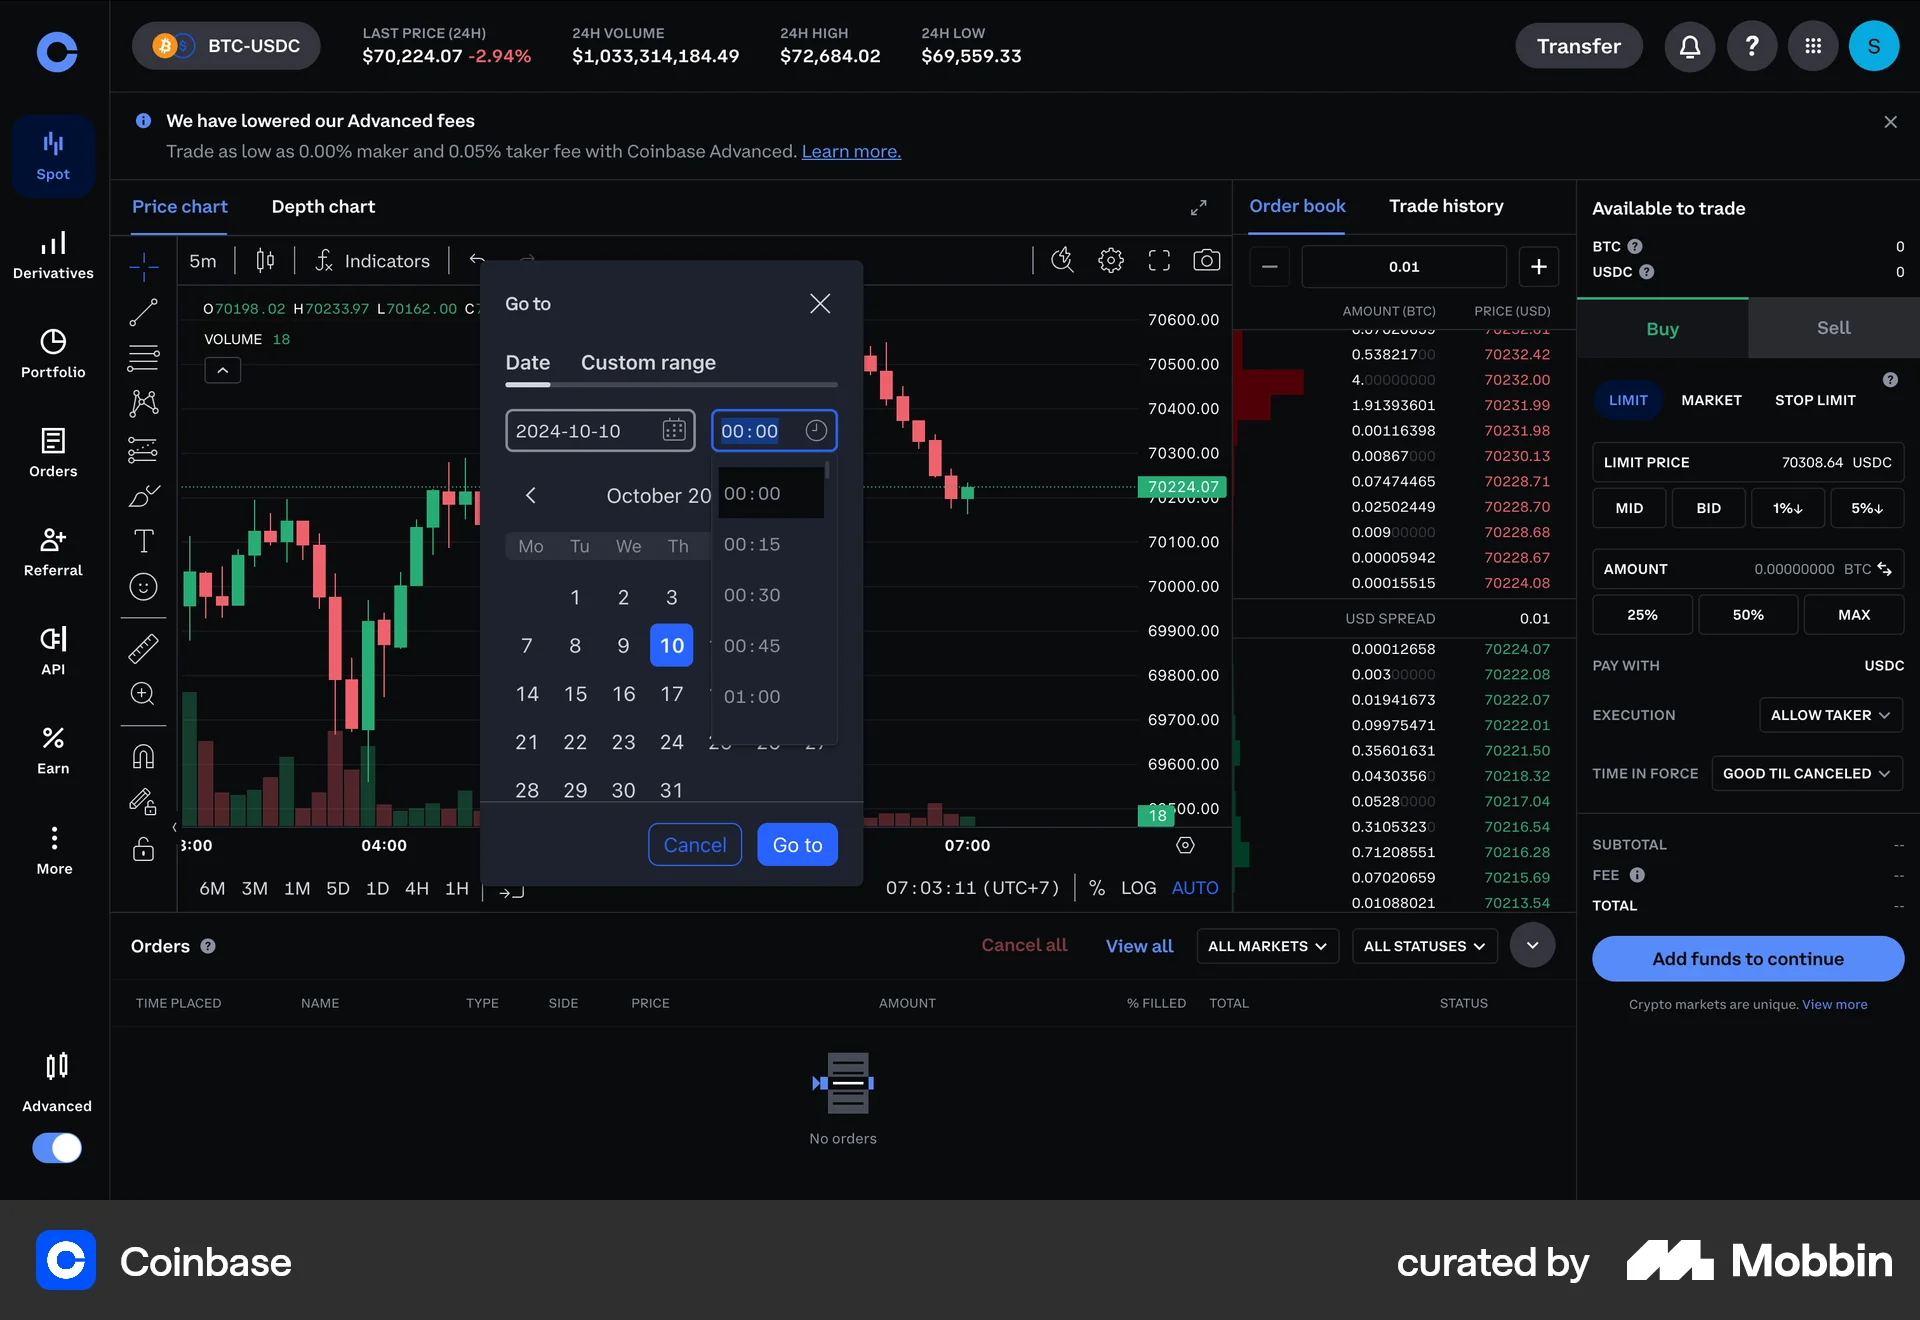 BTC-USDC
LAST PRICE (24H)
$70,224.07 -2.94%
24H VOLUME
$1,033,314,184.49
24H HIGH
$72,684.02
24H LOW
$69,559.33
Transfer
S
We have lowered our Advanced fees
Trade as low as 0.00% maker and 0.05% taker fee with Coinbase Advanced. Learn more.
Spot
Derivatives
Portfolio
Orders
Referral
API
Earn
More
Advanced
Price chart
Depth chart
5m
Indicators
O70198.02 H70233.97 L70162.00
VOLUME 18
70600.00
70500.00
70400.00
70300.00
70224.07
70100.00
70000.00
69900.00
69800.00
69700.00
69600.00
18
04:00
07:00
6M 3M 1M 5D 1D 4H 1H
07:03:11 (UTC+7)
% LOG AUTO
Go to
Date
Custom range
2024-10-10
00:00
October 20
Mo Tu We Th
1 2 3
7 8 9 10
14 15 16 17
21 22 23 24
28 29 30 31
00:00
00:15
00:30
00:45
01:00
Cancel
Go to
Order book
Trade history
0.01
AMOUNT (BTC) PRICE (USD)
0.53821700 70232.42
4.00000000 70232.00
1.91393601 70231.99
0.00116398 70231.98
0.00867000 70230.13
0.07474465 70228.71
0.02502449 70228.70
0.00900000 70228.68
0.00005942 70228.67
0.00015515 70224.08
USD SPREAD 0.01
0.00012658 70224.07
0.00300000 70222.08
0.01941673 70222.07
0.09975471 70222.01
0.35601631 70221.50
0.04303560 70218.32
0.05280000 70217.04
0.31053230 70216.54
0.71208551 70216.28
0.07020659 70215.69
0.01088021 70213.54
Available to trade
BTC 0
USDC 0
Buy
Sell
LIMIT MARKET STOP LIMIT
LIMIT PRICE 70308.64 USDC
MID BID 1%↓ 5%↓
AMOUNT 0.00000000 BTC
25% 50% MAX
PAY WITH USDC
EXECUTION ALLOW TAKER
TIME IN FORCE GOOD TIL CANCELED
SUBTOTAL --
FEE --
TOTAL --
Add funds to continue
Crypto markets are unique. View more
Orders
Cancel all
View all
ALL MARKETS
ALL STATUSES
TIME PLACED NAME TYPE SIDE PRICE AMOUNT % FILLED TOTAL STATUS
No orders
Coinbase
curated by
Mobbin